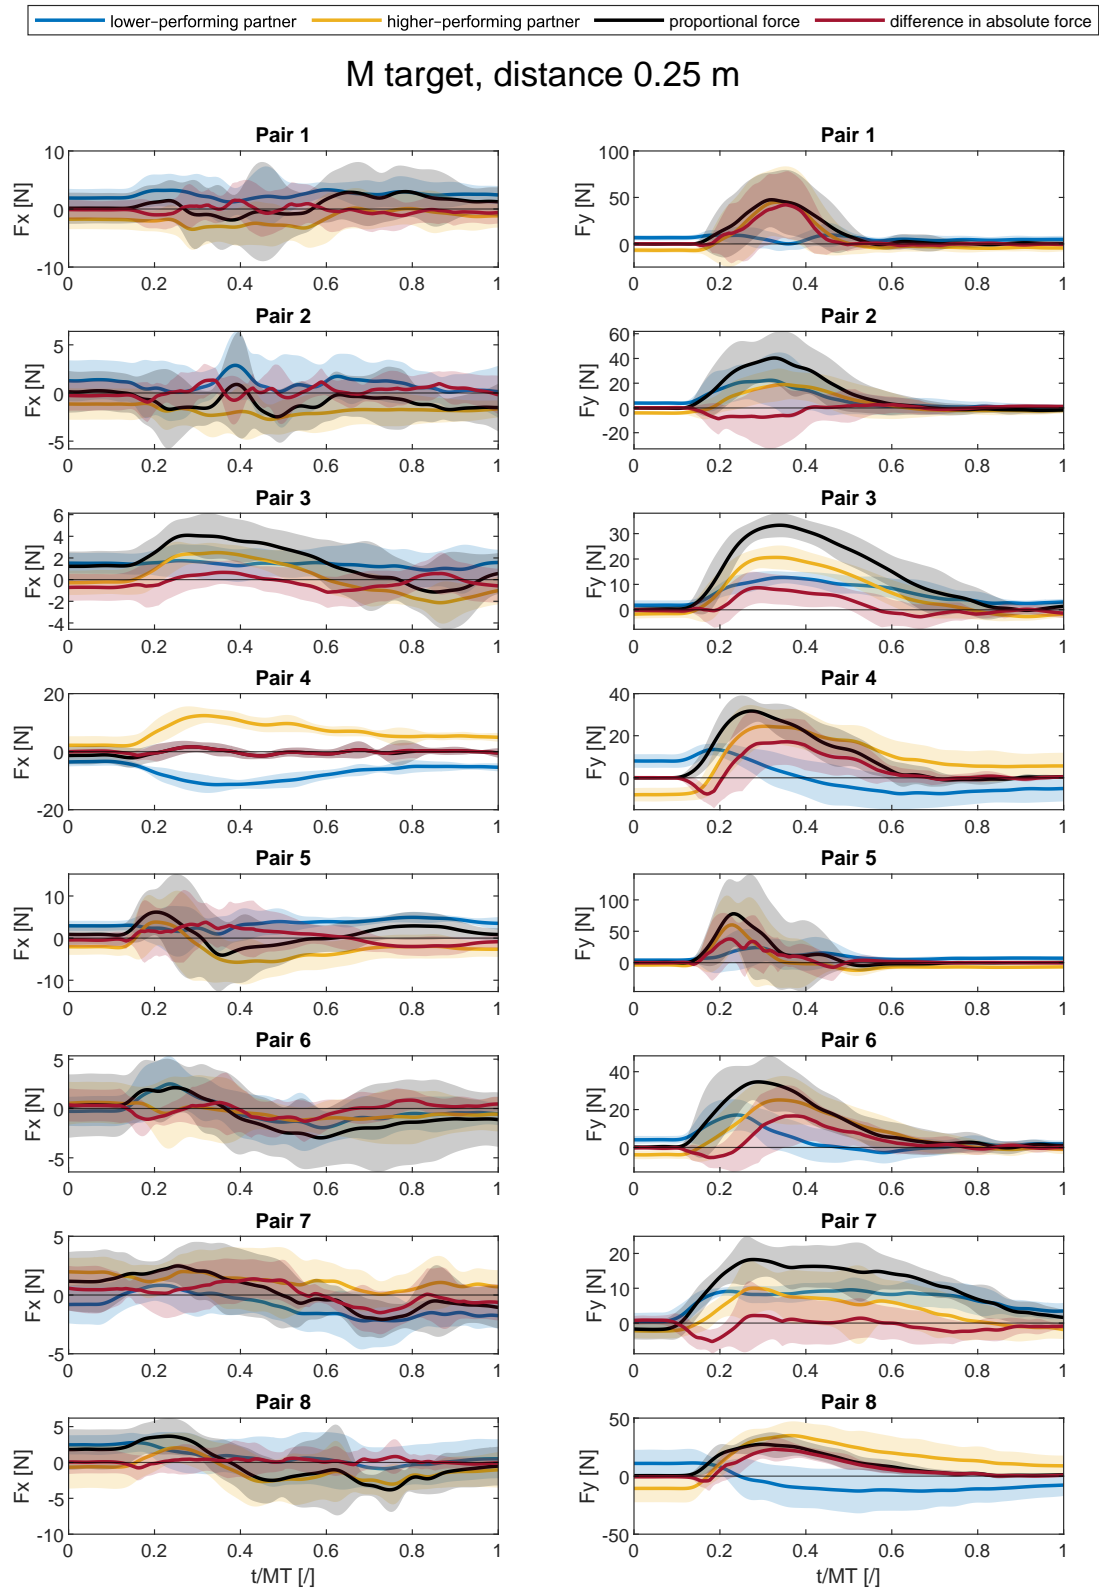 lower-performing partner higher-performing partner proportional force difference in absolute force
M target, distance 0.25 m
Pair 1 Pair 1
Fx [N] 10 0 -10 0 0.2 0.4 0.6 0.8 1
Fy [N] 100 50 0 0 0.2 0.4 0.6 0.8 1
Pair 2 Pair 2
Fx [N] 5 0 -5 0 0.2 0.4 0.6 0.8 1
Fy [N] 60 40 20 0 -20 0 0.2 0.4 0.6 0.8 1
Pair 3 Pair 3
Fx [N] 6 4 2 0 -2 -4 0 0.2 0.4 0.6 0.8 1
Fy [N] 30 20 10 0 0 0.2 0.4 0.6 0.8 1
Pair 4 Pair 4
Fx [N] 20 0 -20 0 0.2 0.4 0.6 0.8 1
Fy [N] 40 20 0 0 0.2 0.4 0.6 0.8 1
Pair 5 Pair 5
Fx [N] 10 0 -10 0 0.2 0.4 0.6 0.8 1
Fy [N] 100 50 0 0 0.2 0.4 0.6 0.8 1
Pair 6 Pair 6
Fx [N] 5 0 -5 0 0.2 0.4 0.6 0.8 1
Fy [N] 40 20 0 0 0.2 0.4 0.6 0.8 1
Pair 7 Pair 7
Fx [N] 5 0 -5 0 0.2 0.4 0.6 0.8 1
Fy [N] 20 10 0 0 0.2 0.4 0.6 0.8 1
Pair 8 Pair 8
Fx [N] 5 0 -5 -10 0 0.2 0.4 0.6 0.8 1
Fy [N] 50 0 -50 0 0.2 0.4 0.6 0.8 1
t/MT [/] t/MT [/]